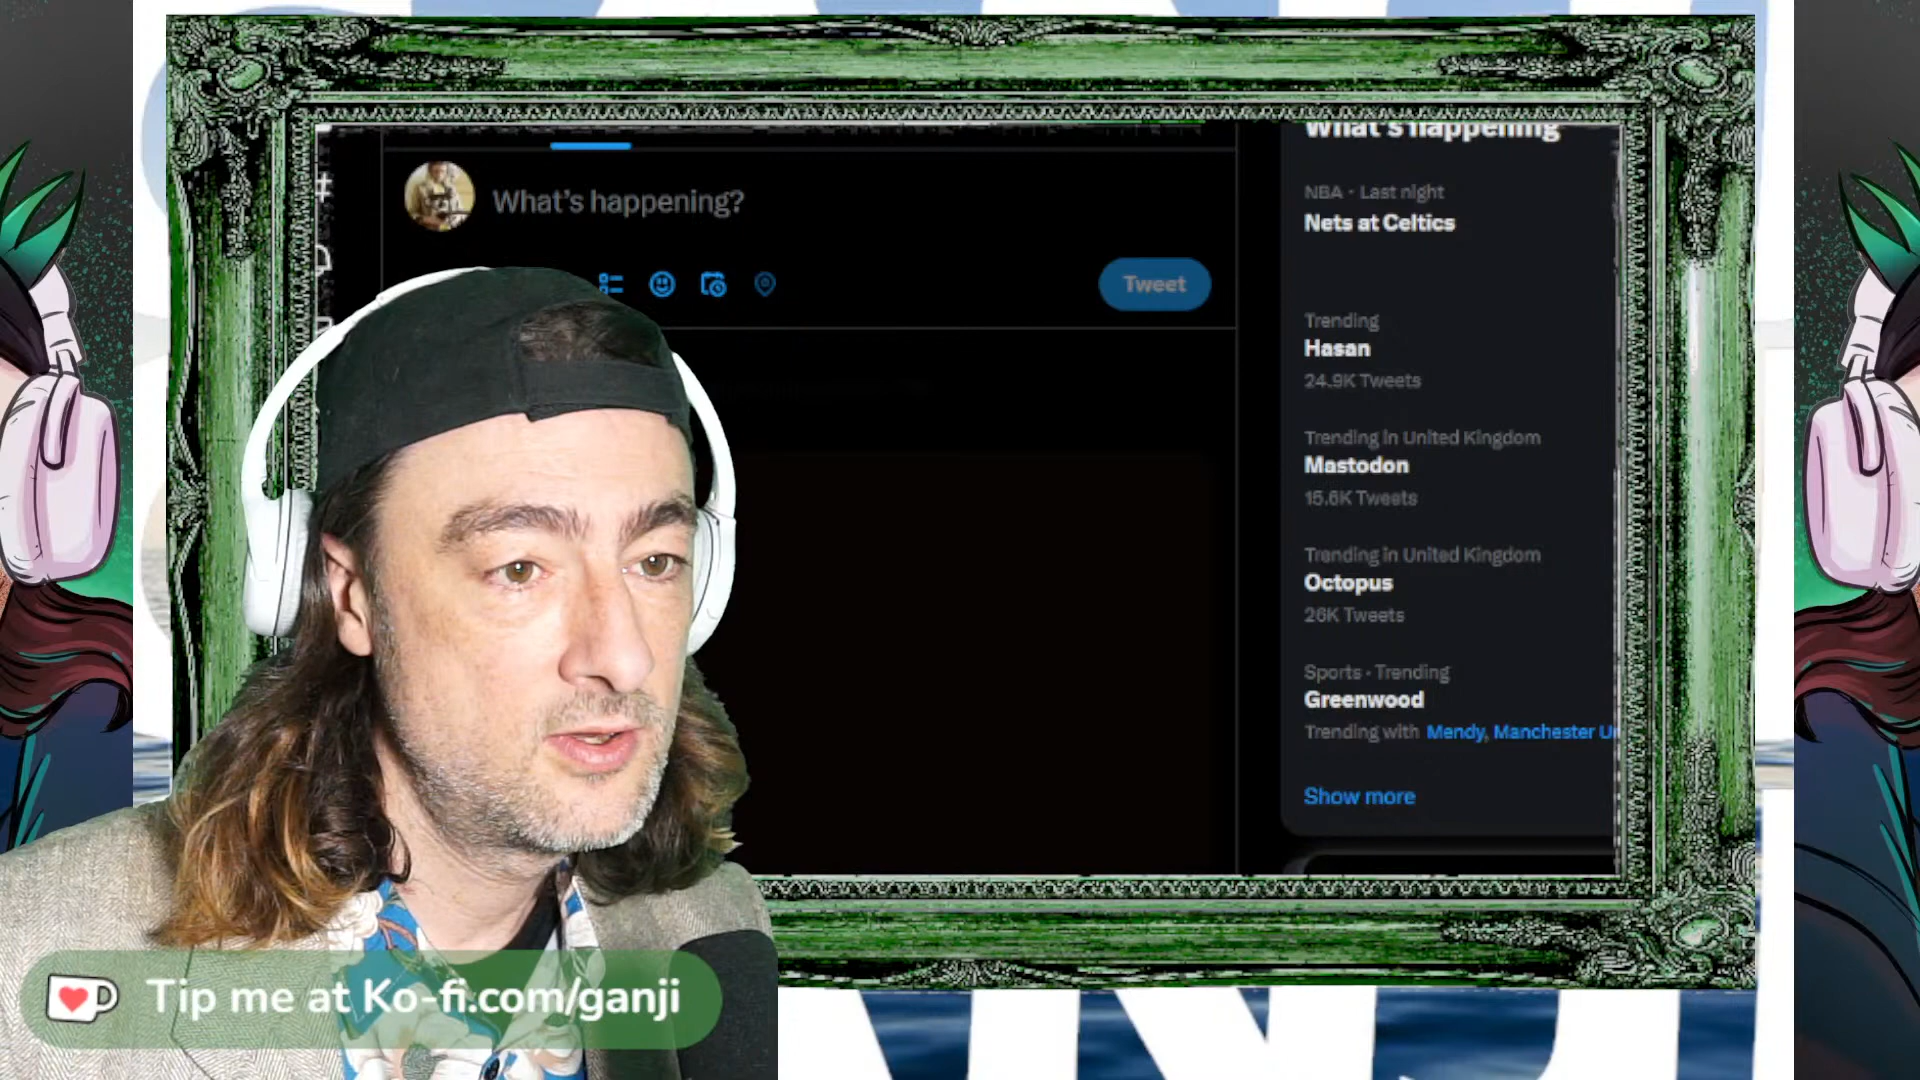 What's happening
What's happening?
NBA · Last night
Nets at Celtics
Tweet
Trending
Hasan
24.9K Tweets
Trending in United Kingdom
Mastodon
15.6K Tweets
Trending in United Kingdom
Octopus
26K Tweets
Sports · Trending
Greenwood
Trending with Mendy, Manchester U
Show more
Tip me at Ko-fi.com/ganji